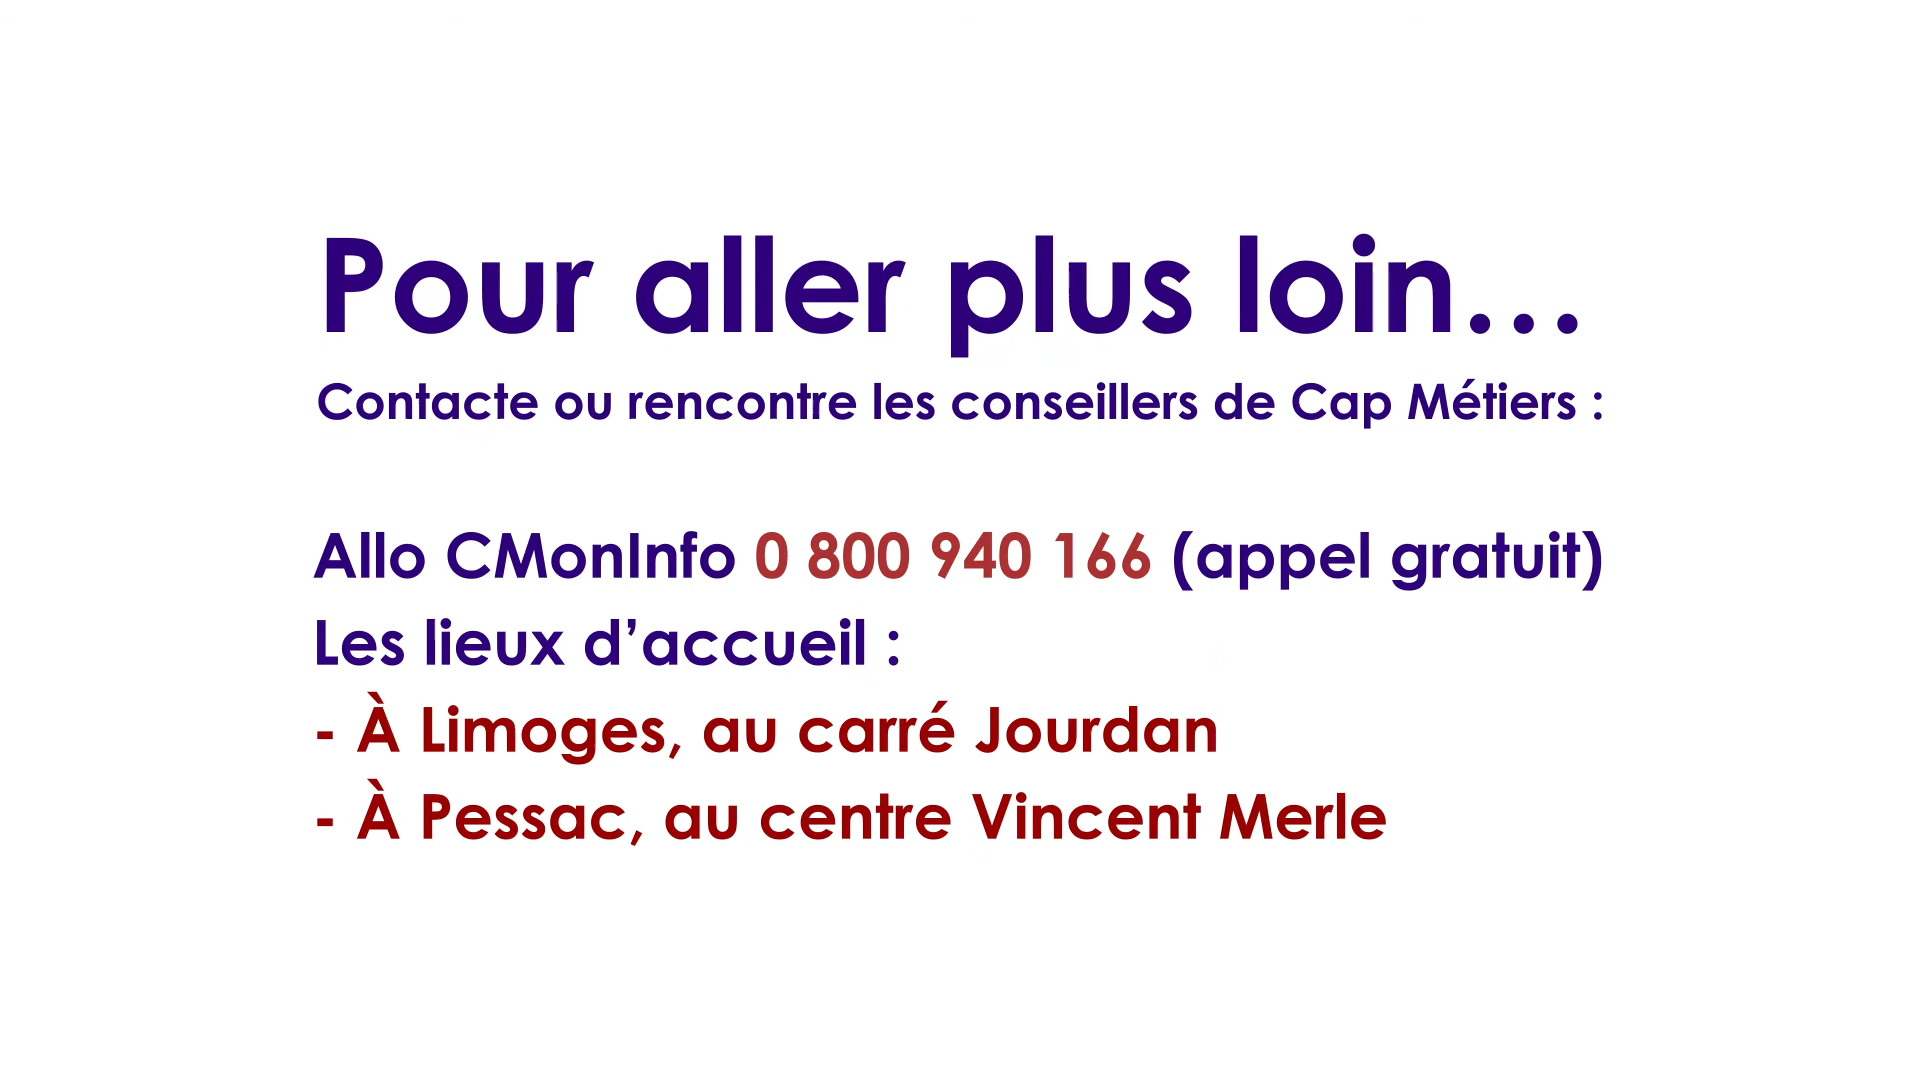 Pour aller plus loin…
Contacte ou rencontre les conseillers de Cap Métiers :
Allo CMonInfo 0 800 940 166 (appel gratuit)
Les lieux d’accueil :
- À Limoges, au carré Jourdan
- À Pessac, au centre Vincent Merle